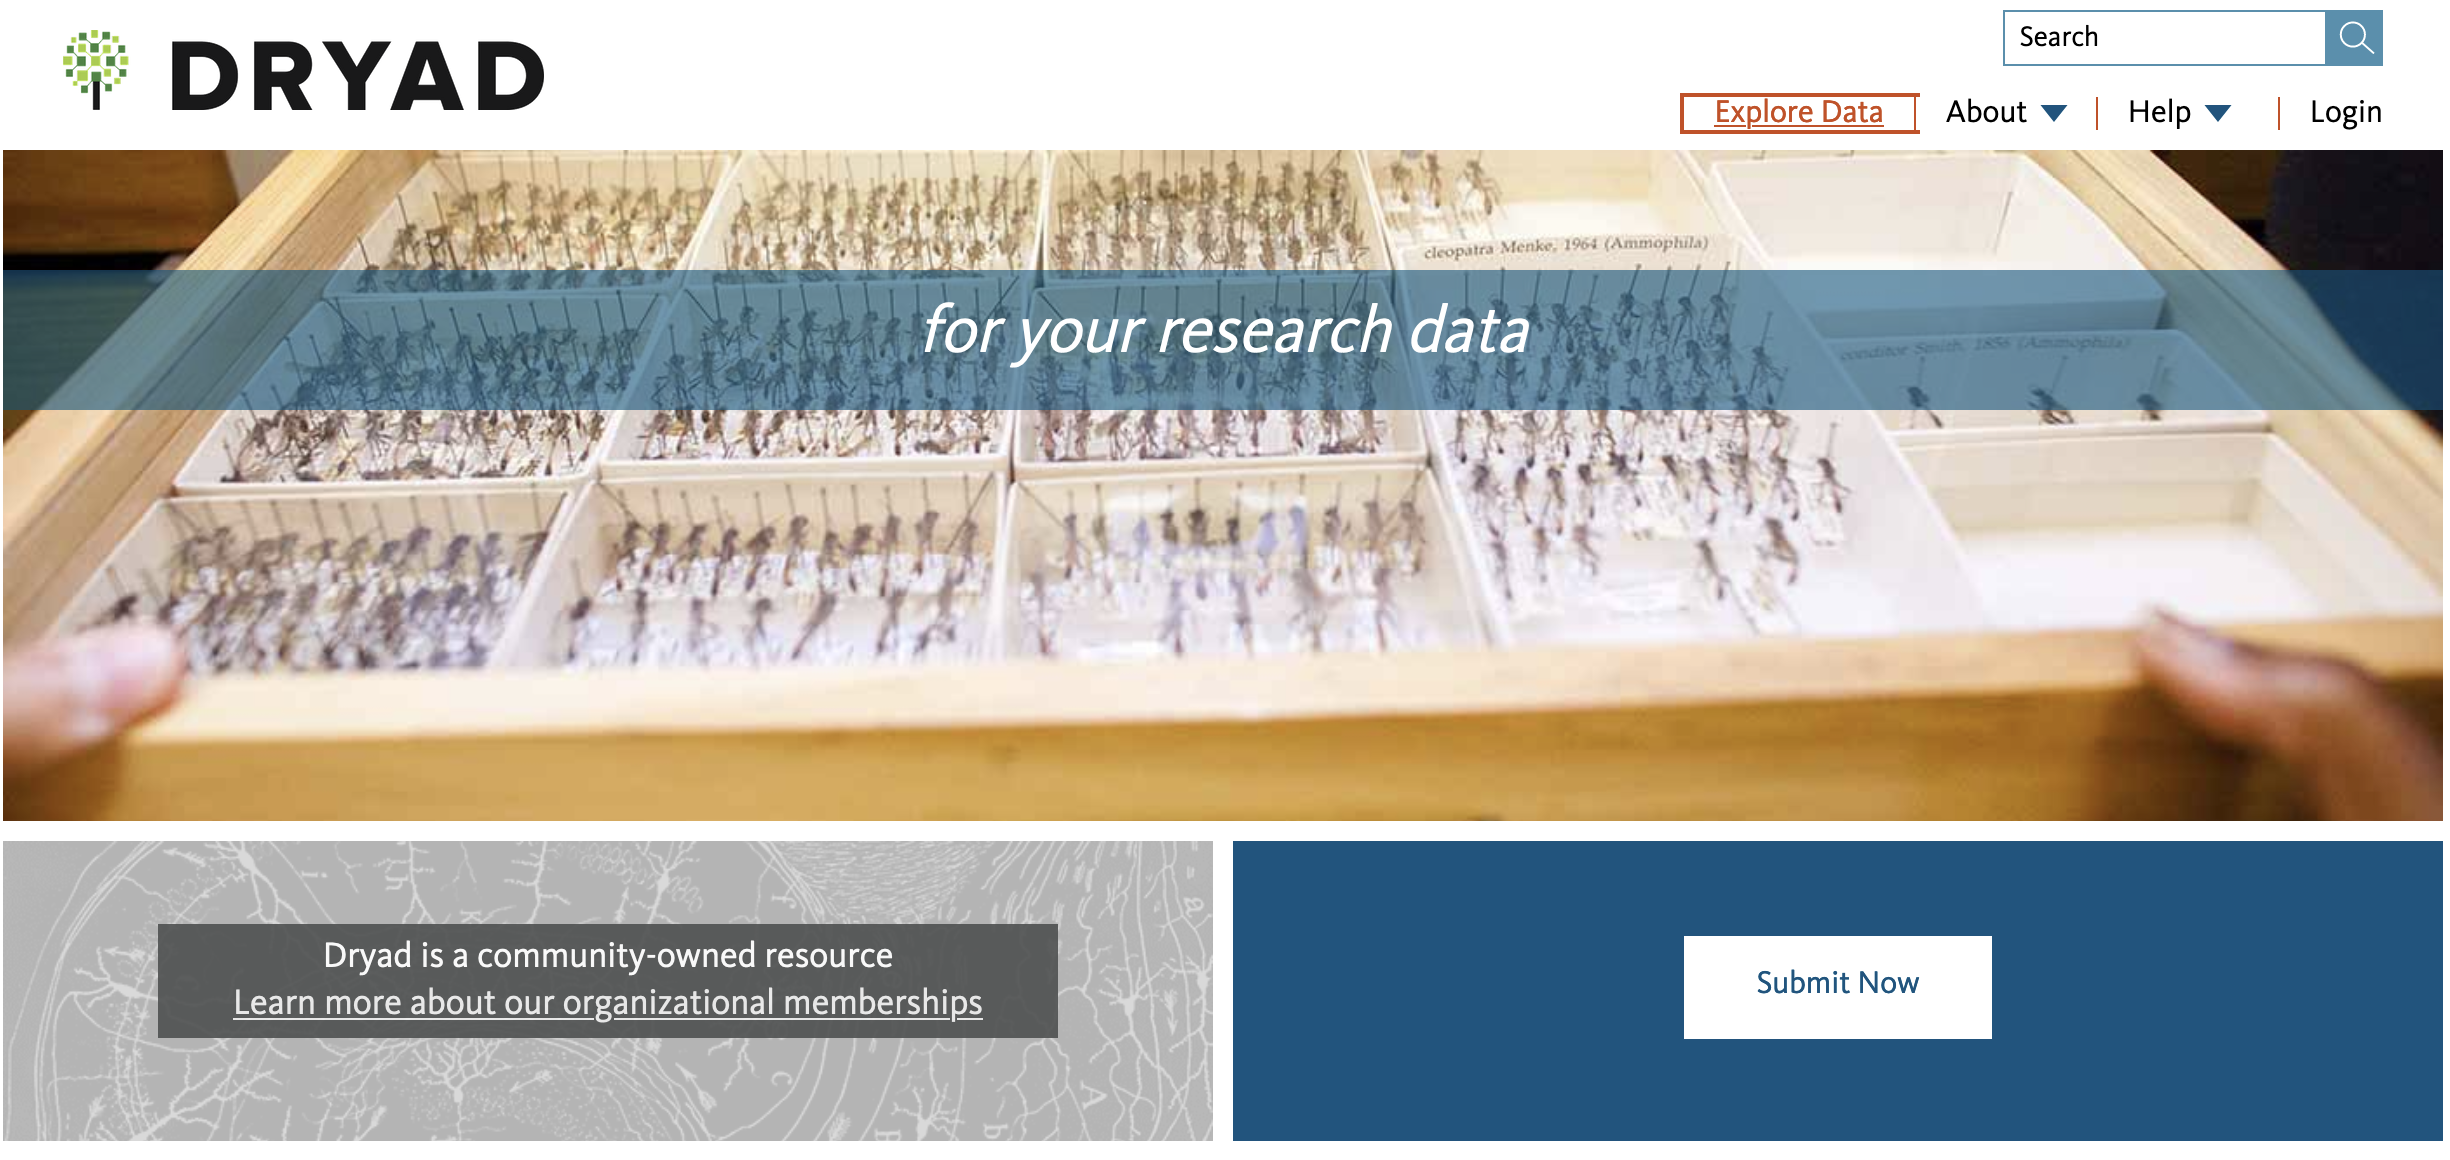 DRYAD
Search
Explore Data
About
Help
Login
cleopatra Menke, 1964 (Ammophila)
for your research data
conditor Smith, 1856 (Ammophila)
Dryad is a community-owned resource
Learn more about our organizational memberships
Submit Now